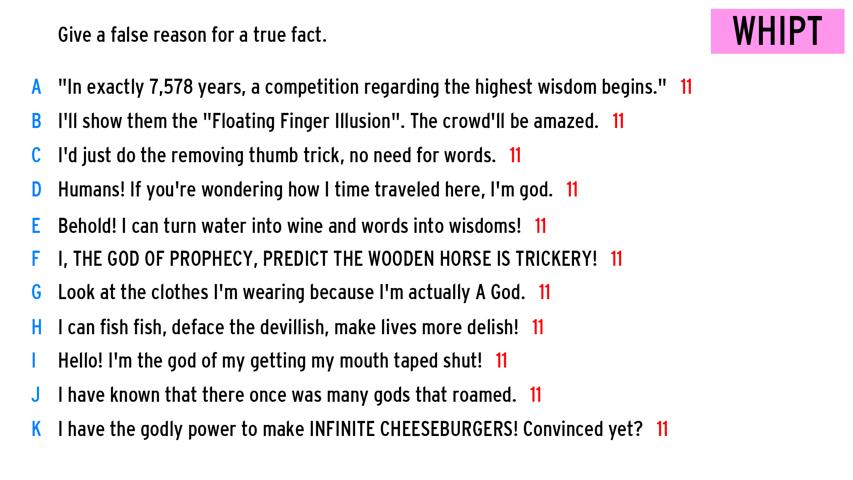 Give a false reason for a true fact.
WHIPT
A "In exactly 7,578 years, a competition regarding the highest wisdom begins." 11
B I'll show them the "Floating Finger Illusion". The crowd'll be amazed. 11
C I'd just do the removing thumb trick, no need for words. 11
D Humans! If you're wondering how I time traveled here, I'm god. 11
E Behold! I can turn water into wine and words into wisdoms! 11
F I, THE GOD OF PROPHECY, PREDICT THE WOODEN HORSE IS TRICKERY! 11
G Look at the clothes I'm wearing because I'm actually A God. 11
H I can fish fish, deface the devillish, make lives more delish! 11
I Hello! I'm the god of my getting my mouth taped shut! 11
J I have known that there once was many gods that roamed. 11
K I have the godly power to make INFINITE CHEESEBURGERS! Convinced yet? 11